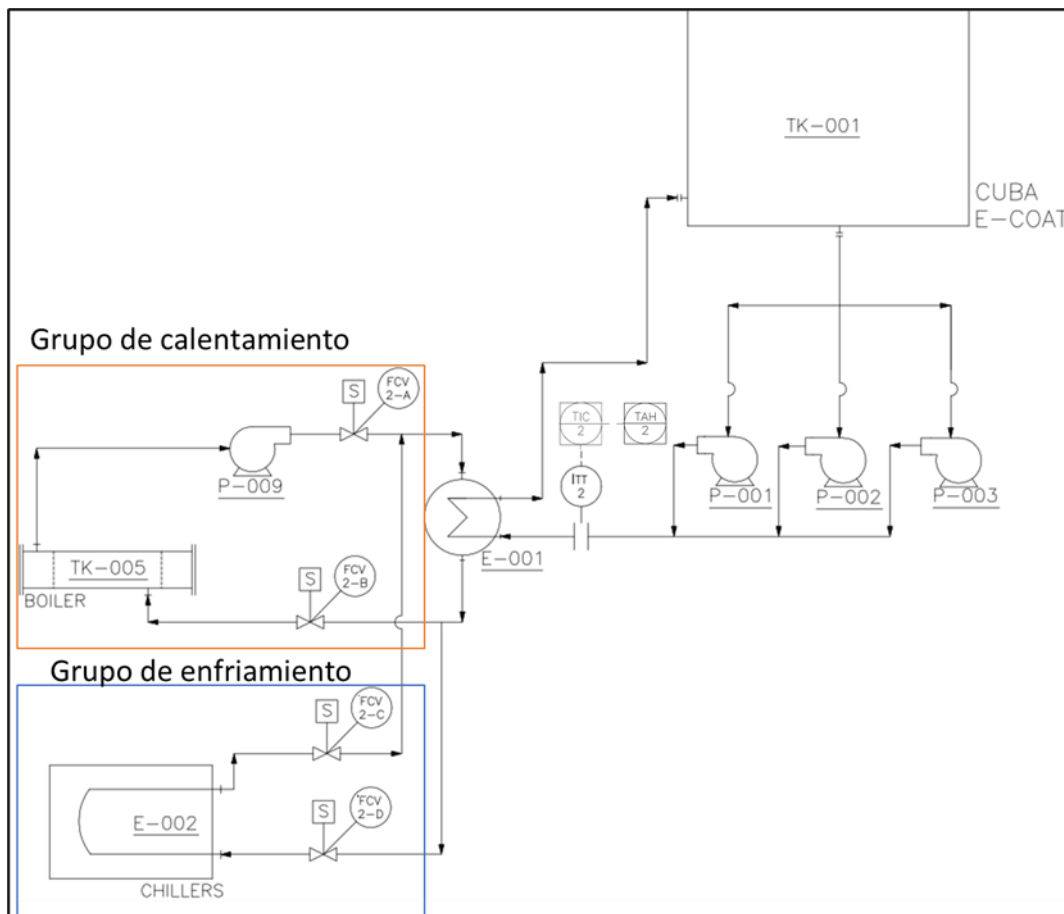 TK-001
CUBA
E-COAT
Grupo de calentamiento
S
FCV
2-A
TIC
2
TAH
2
P-009
ITT
2
P-001
P-002
P-003
E-001
TK-005
BOILER
S
FCV
2-B
Grupo de enfriamiento
S
FCV
2-C
S
FCV
2-D
E-002
CHILLERS